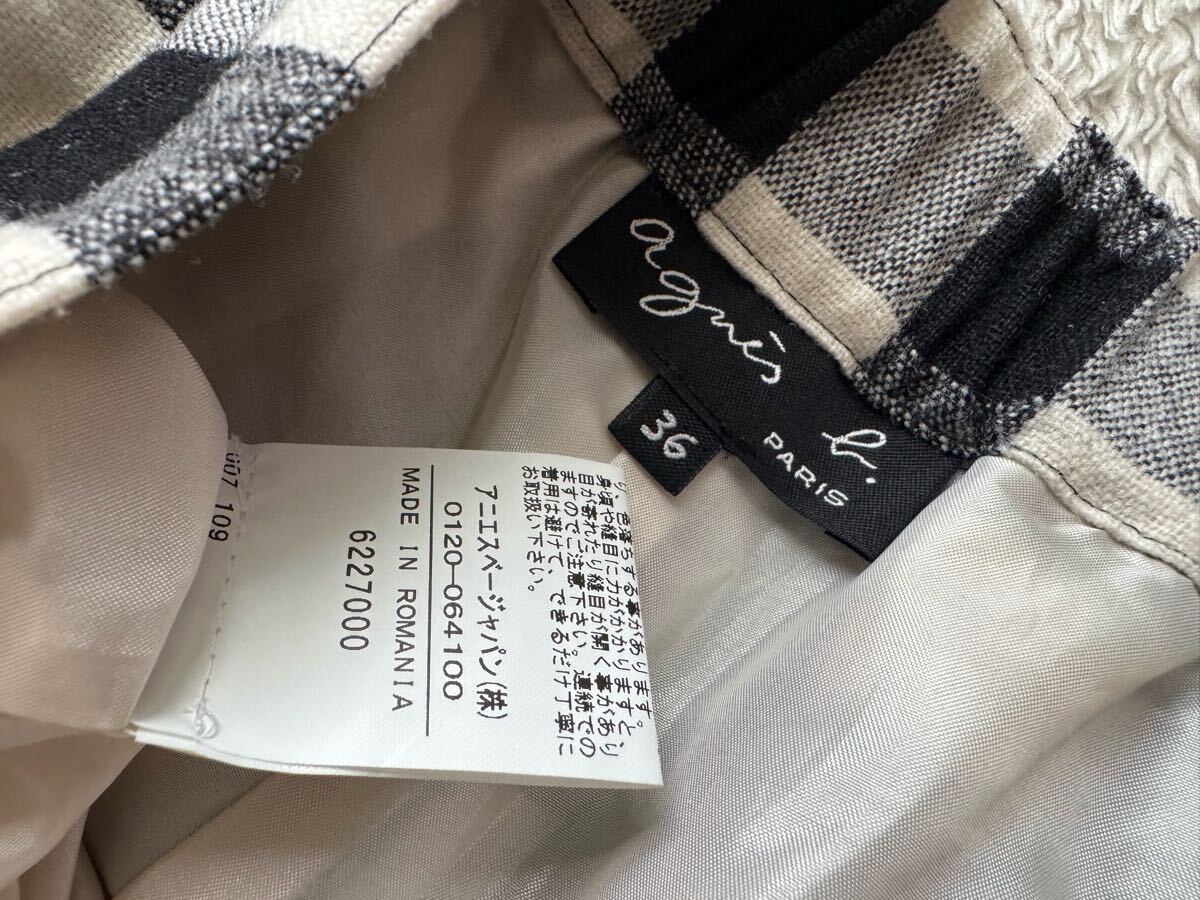 agnès b.
PARIS
36
り、色落ちする事があります。
身頃や縫目に力がかかりますと、
目が寄れたり縫目が開く事があり
ますのでご注意下さい。連続での
着用は避けて、できるだけ丁寧に
お取扱い下さい。
アニエスベージャパン(株)
0120-064100
MADE IN ROMANIA
6227000
007 109